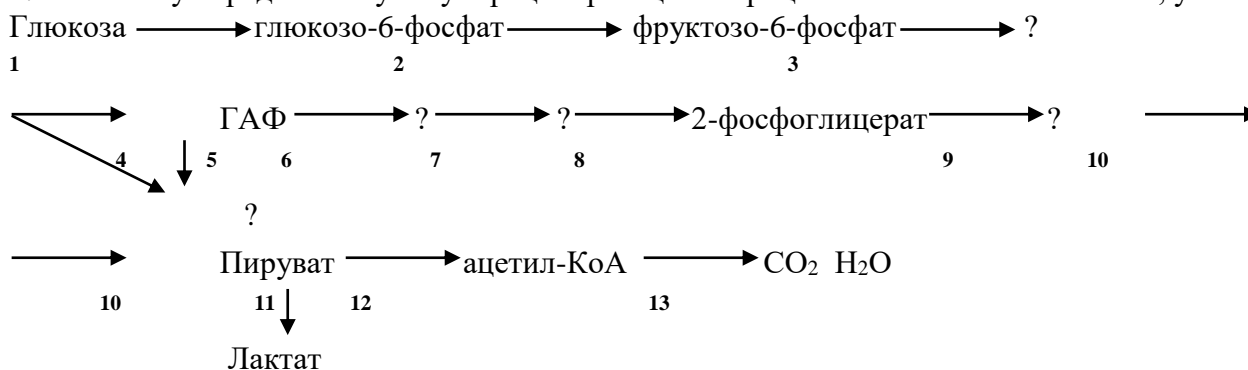 Глюкоза глюкозо-6-фосфат фруктозо-6-фосфат ?
1 2 3
ГАФ ? ? 2-фосфоглицерат ?
4 5 6 7 8 9 10
?
Пируват ацетил-КоА CO₂ H₂O
10 11 12 13
Лактат